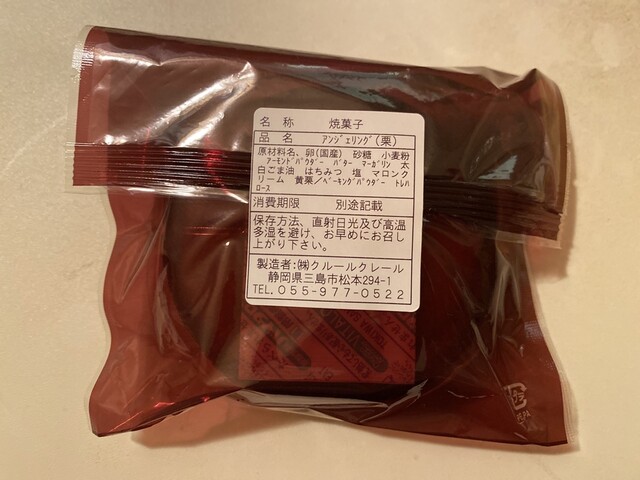 名 称 焼菓子
品 名 ｱﾝｼﾞｪﾘﾝｸﾞ(栗)
原材料名、卵(国産) 砂糖 小麦粉
ｱｰﾓﾝﾄﾞﾊﾟｳﾀﾞｰ ﾊﾞﾀｰ ﾏｰｶﾞﾘﾝ 太
白ごま油 はちみつ 塩 マロンク
リーム 黄栗／ﾍﾞｰｷﾝｸﾞﾊﾟｳﾀﾞｰ ﾄﾚﾊ
ﾛｰｽ
消費期限 別途記載
保存方法、直射日光及び高温
多湿を避け、お早めにお召し
上がり下さい。
製造者:㈱クルールクレール
静岡県三島市松本294-1
TEL.055-977-0522
プラ